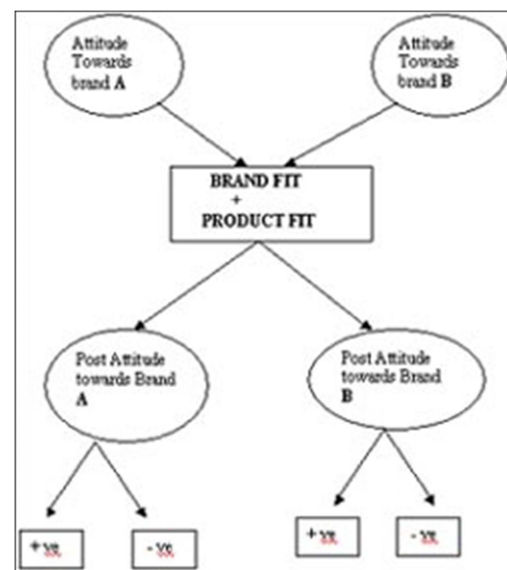 Attitude
Towards
brand A
Attitude
Towards
brand B
BRAND FIT
+
PRODUCT FIT
Post Attitude
towards Brand
A
Post Attitude
towards Brand
B
+ve
- ve
+ve
- ve